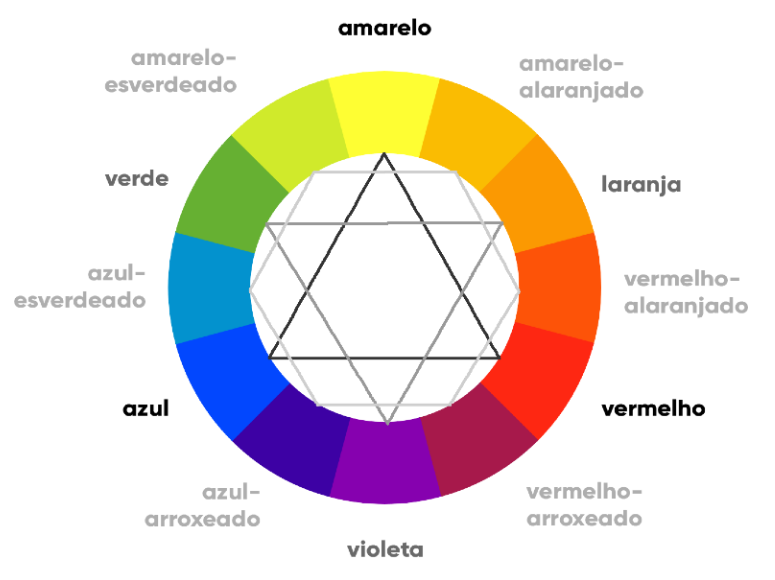 amarelo
amarelo-
esverdeado
amarelo-
alaranjado
verde
laranja
azul-
esverdeado
vermelho-
alaranjado
azul
vermelho
azul-
arroxeado
vermelho-
arroxeado
violeta